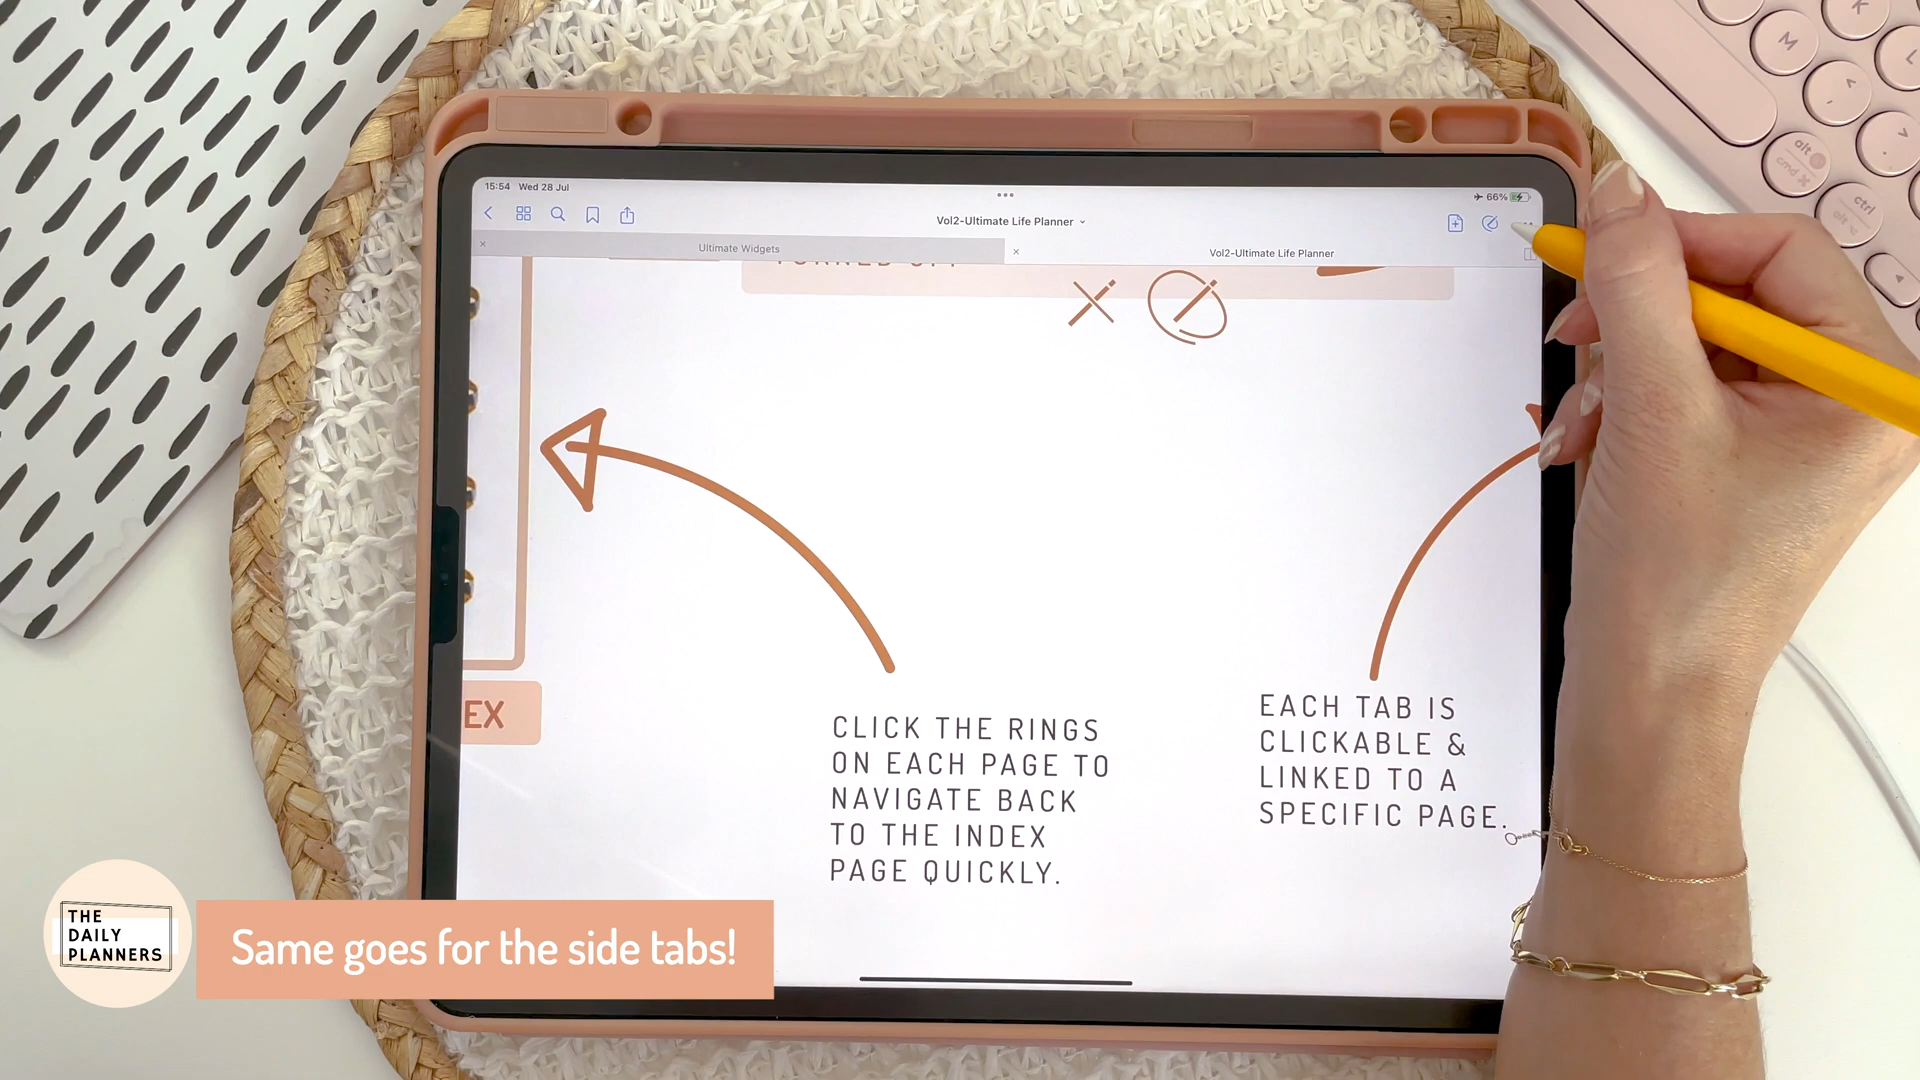 15:54 Wed 28 Jul
66%
Vol2-Ultimate Life Planner
Ultimate Widgets
Vol2-Ultimate Life Planner
EX
CLICK THE RINGS
ON EACH PAGE TO
NAVIGATE BACK
TO THE INDEX
PAGE QUICKLY.
EACH TAB IS
CLICKABLE &
LINKED TO A
SPECIFIC PAGE.
THE
DAILY
PLANNERS
Same goes for the side tabs!
K
M
L
alt
cmd ⌘
ctrl
alt